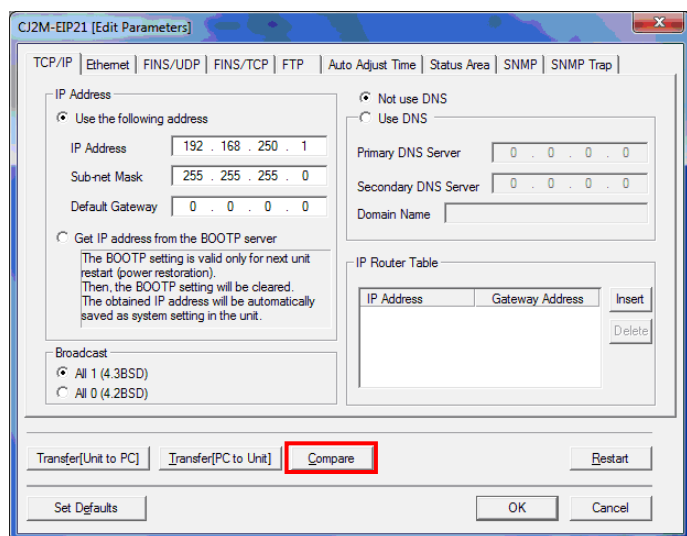 CJ2M-EIP21 [Edit Parameters]
TCP/IP Ethernet FINS/UDP FINS/TCP FTP Auto Adjust Time Status Area SNMP SNMP Trap
IP Address
Use the following address
IP Address 192 . 168 . 250 . 1
Sub-net Mask 255 . 255 . 255 . 0
Default Gateway 0 . 0 . 0 . 0
Get IP address from the BOOTP server
The BOOTP setting is valid only for next unit
restart (power restoration).
Then, the BOOTP setting will be cleared.
The obtained IP address will be automatically
saved as system setting in the unit.
Broadcast
All 1 (4.3BSD)
All 0 (4.2BSD)
Not use DNS
Use DNS
Primary DNS Server 0 . 0 . 0 . 0
Secondary DNS Server 0 . 0 . 0 . 0
Domain Name
IP Router Table
IP Address Gateway Address Insert
Delete
Transfer[Unit to PC] Transfer[PC to Unit] Compare Restart
Set Defaults OK Cancel